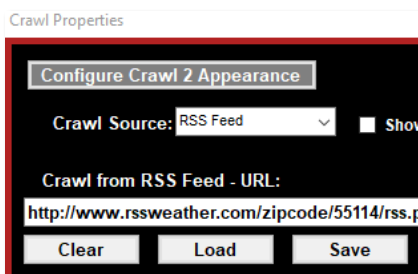 Crawl Properties
Configure Crawl 2 Appearance
Crawl Source: RSS Feed
Crawl from RSS Feed - URL:
http://www.rssweather.com/zipcode/55114/rss.p
Clear Load Save